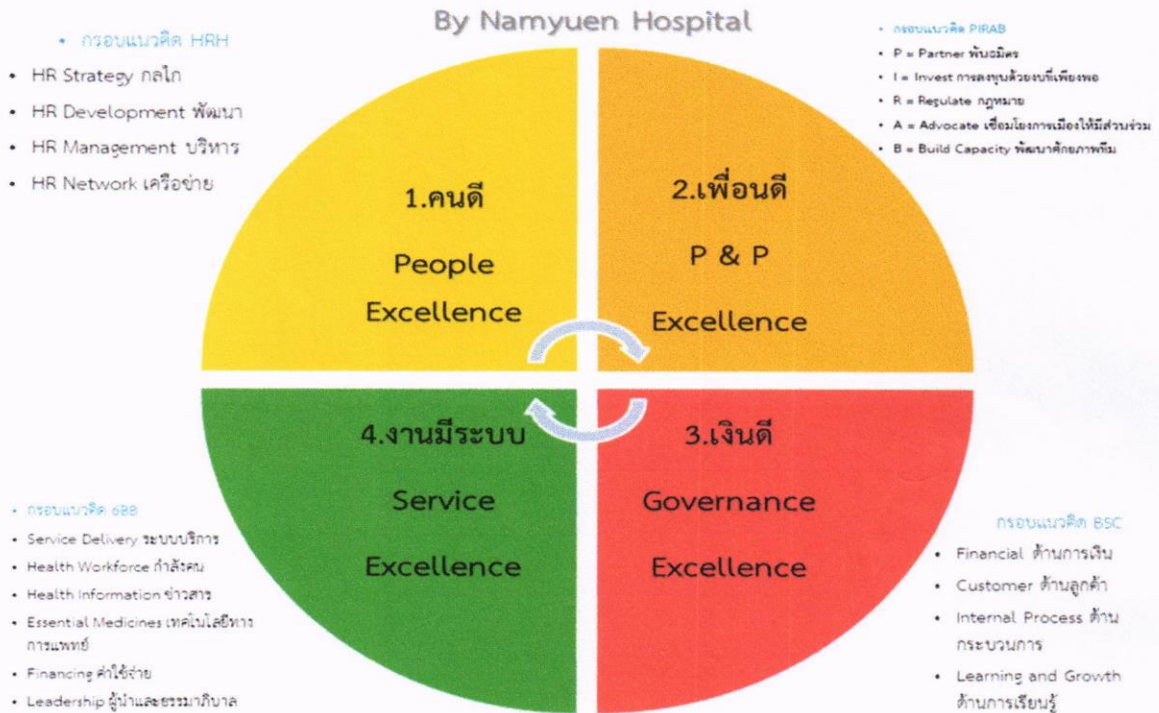 By Namyuen Hospital
• กรอบแนวคิด HRH
• HR Strategy กลไก
• HR Development พัฒนา
• HR Management บริหาร
• HR Network เครือข่าย
• กรอบแนวคิด PIRAB
• P = Partner พันธมิตร
• I = Invest การลงทุนด้วยงบที่เพียงพอ
• R = Regulate กฎหมาย
• A = Advocate เชื่อมโยงการเมืองให้มีส่วนร่วม
• B = Build Capacity พัฒนาศักยภาพทีม
1.คนดี
People
Excellence
2.เพื่อนดี
P & P
Excellence
4.งานมีระบบ
Service
Excellence
3.เงินดี
Governance
Excellence
• กรอบแนวคิด 6BB
• Service Delivery ระบบบริการ
• Health Workforce กำลังคน
• Health Information ข่าวสาร
• Essential Medicines เทคโนโลยีทาง
การแพทย์
• Financing ค่าใช้จ่าย
• Leadership ผู้นำและธรรมาภิบาล
กรอบแนวคิด BSC
• Financial ด้านการเงิน
• Customer ด้านลูกค้า
• Internal Process ด้าน
กระบวนการ
• Learning and Growth
ด้านการเรียนรู้